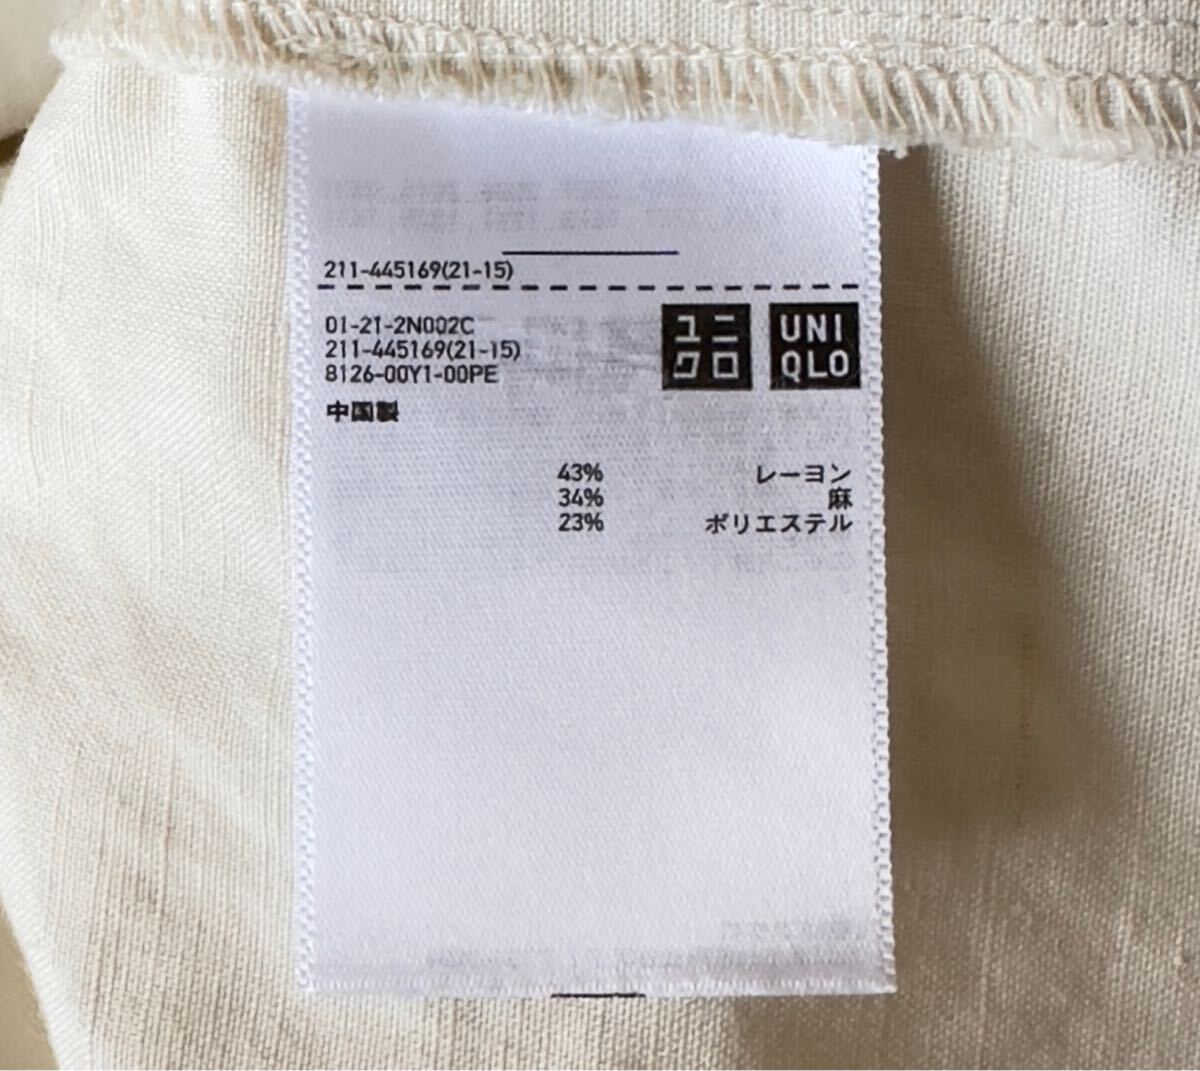 211-445169(21-15)
01-21-2N002C
211-445169(21-15)
8126-00Y1-00PE
中国製
ユニ
クロ
UNI
QLO
43% レーヨン
34% 麻
23% ポリエステル